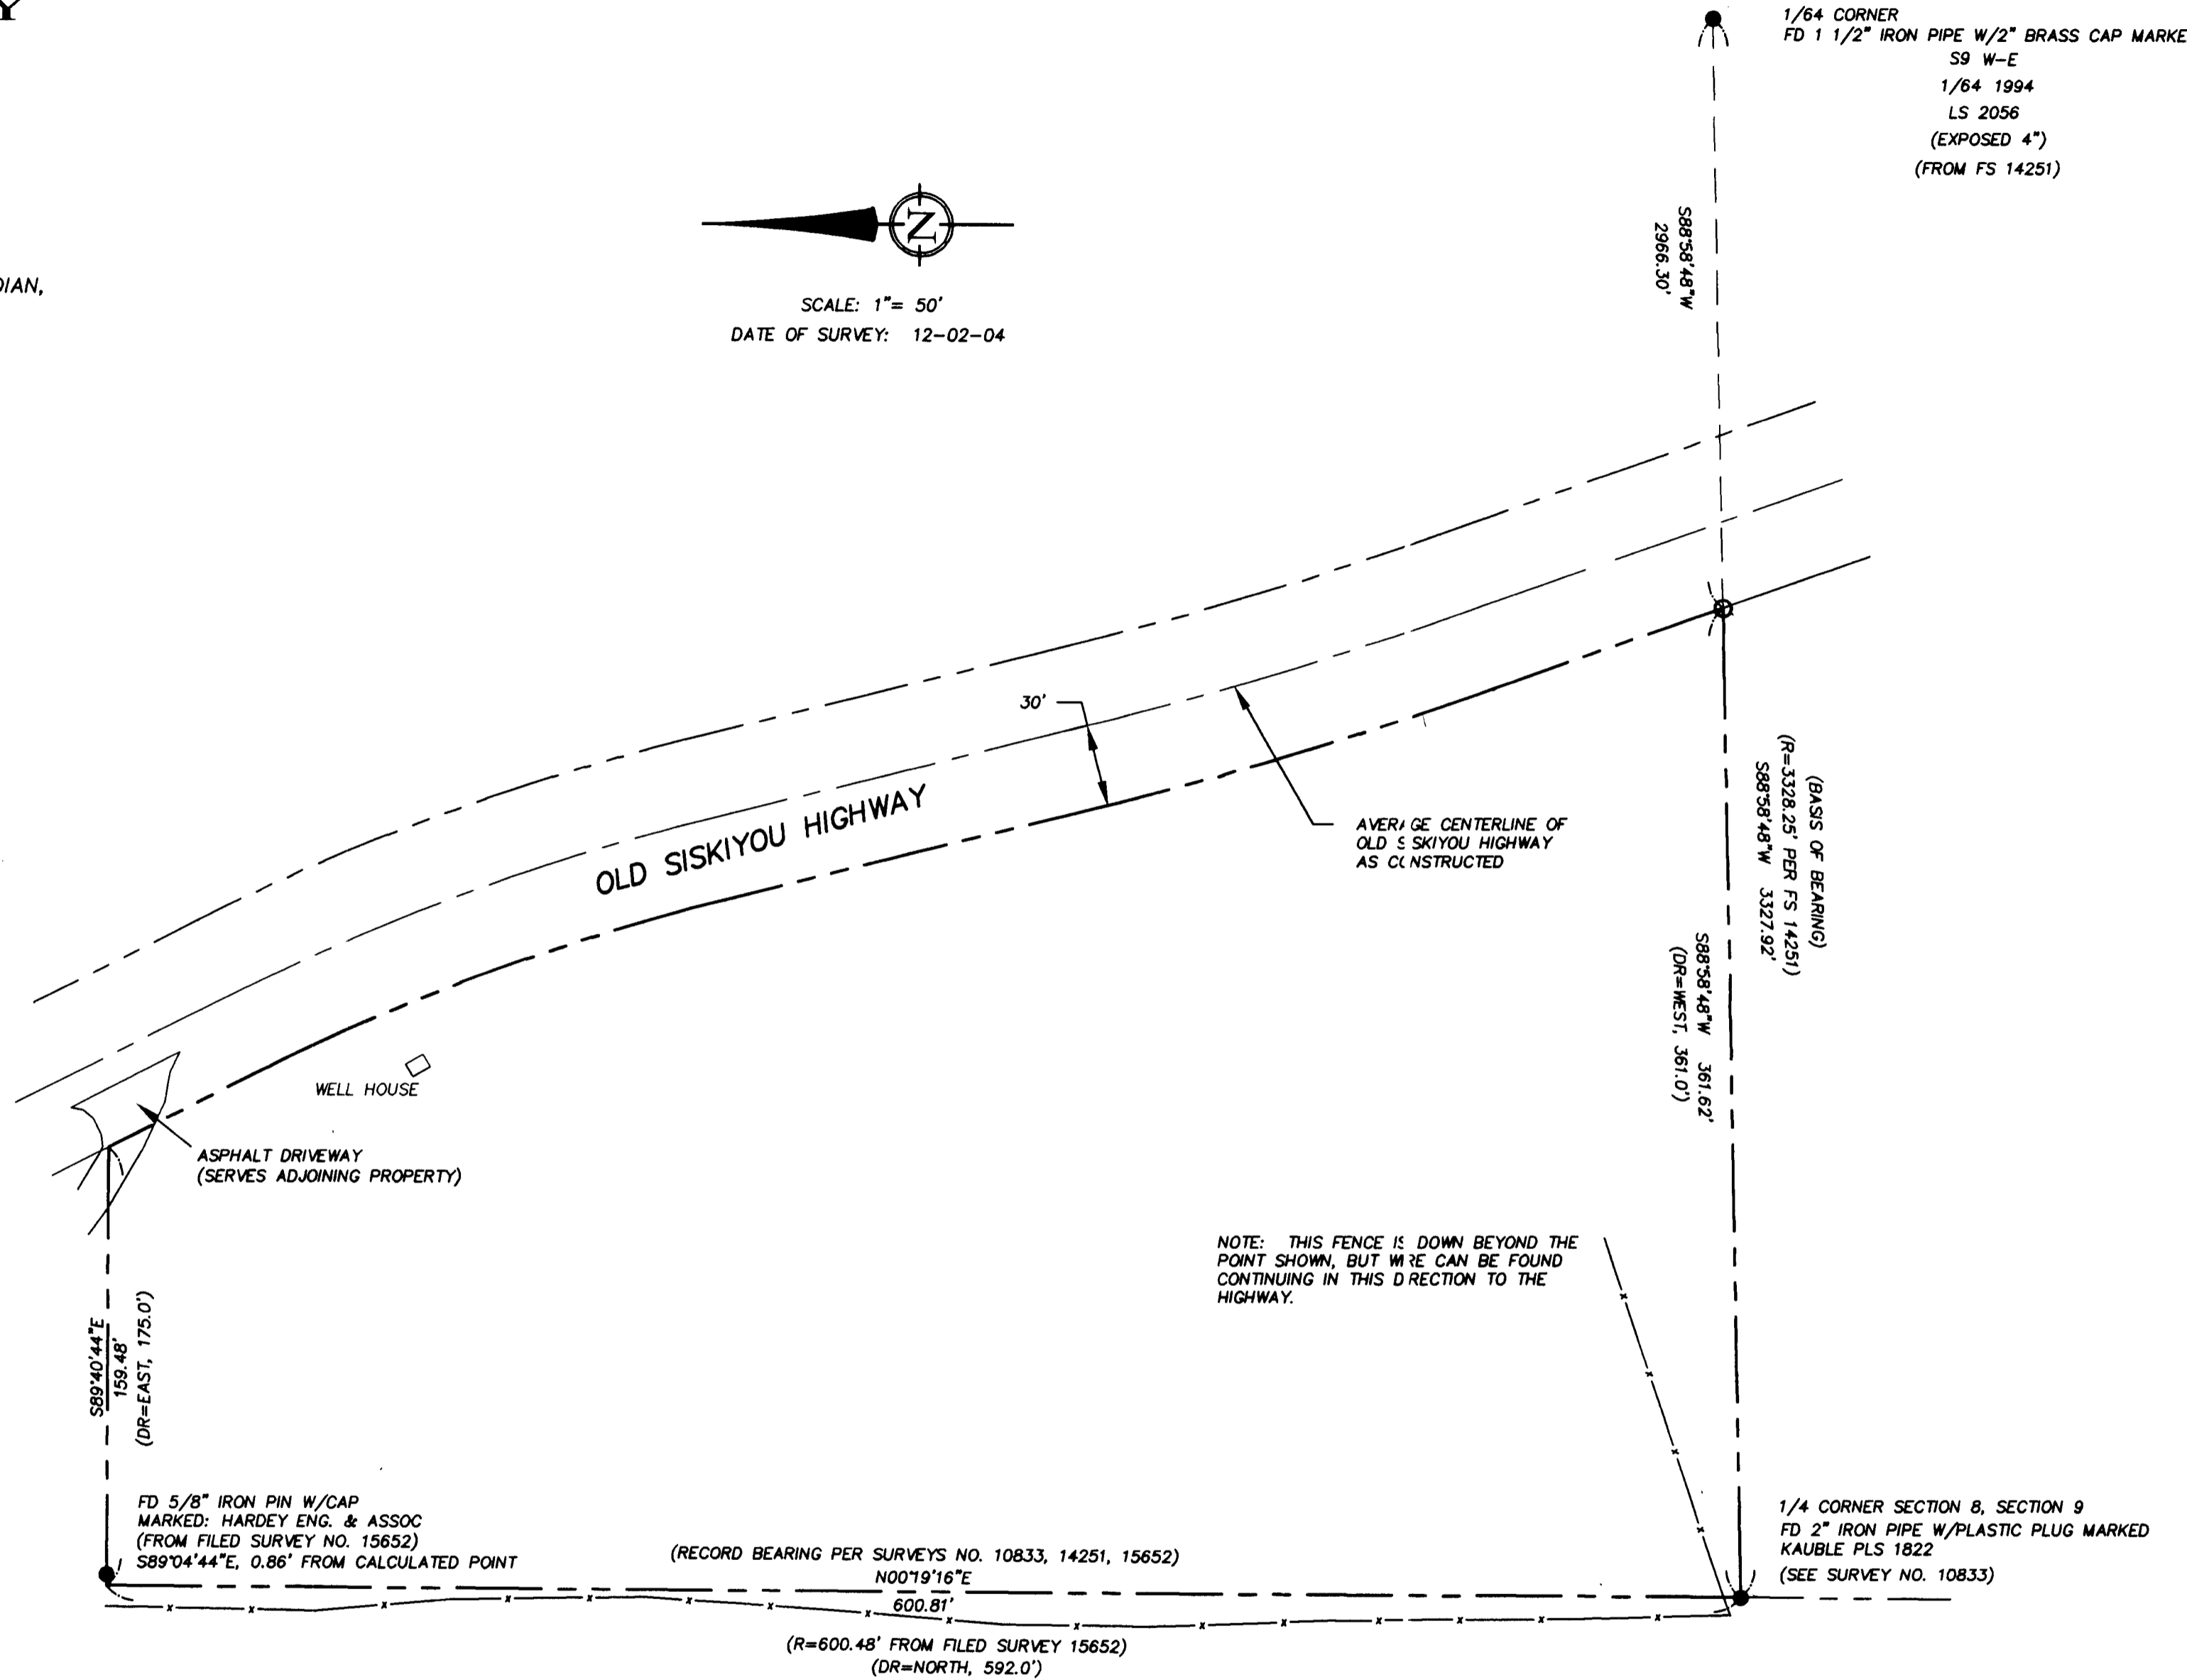 Y
DIAN,
1/64 CORNER
FD 1 1/2" IRON PIPE W/2" BRASS CAP MARKE
S9 W-E
1/64 1994
LS 2056
(EXPOSED 4")
(FROM FS 14251)
N
SCALE: 1"= 50'
DATE OF SURVEY: 12-02-04
S88°58'48"W
2966.30'
30'
OLD SISKIYOU HIGHWAY
AVERAGE CENTERLINE OF
OLD SISKIYOU HIGHWAY
AS CONSTRUCTED
(BASIS OF BEARING)
(R=3328.25' PER FS 14251)
S88°58'48"W 3327.92'
S88°58'48"W 361.62'
(DR=WEST, 361.0')
WELL HOUSE
ASPHALT DRIVEWAY
(SERVES ADJOINING PROPERTY)
NOTE: THIS FENCE IS DOWN BEYOND THE
POINT SHOWN, BUT WIRE CAN BE FOUND
CONTINUING IN THIS DIRECTION TO THE
HIGHWAY.
S89°40'44"E
159.48'
(DR=EAST, 175.0')
FD 5/8" IRON PIN W/CAP
MARKED: HARDEY ENG. & ASSOC
(FROM FILED SURVEY NO. 15652)
S89°04'44"E, 0.86' FROM CALCULATED POINT
(RECORD BEARING PER SURVEYS NO. 10833, 14251, 15652)
N00°19'16"E
600.81'
(R=600.48' FROM FILED SURVEY 15652)
(DR=NORTH, 592.0')
1/4 CORNER SECTION 8, SECTION 9
FD 2" IRON PIPE W/PLASTIC PLUG MARKED
KAUBLE PLS 1822
(SEE SURVEY NO. 10833)